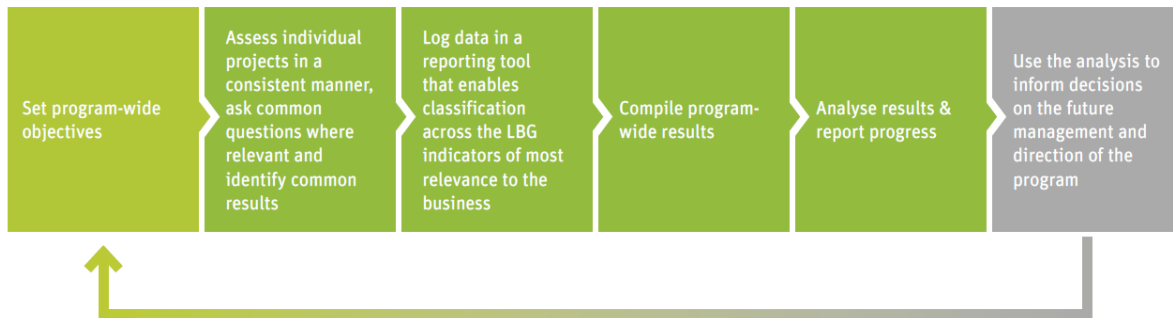 Set program-wide
objectives
Assess individual
projects in a
consistent manner,
ask common
questions where
relevant and
identify common
results
Log data in a
reporting tool
that enables
classification
across the LBG
indicators of most
relevance to the
business
Compile program-
wide results
Analyse results &
report progress
Use the analysis to
inform decisions
on the future
management and
direction of the
program